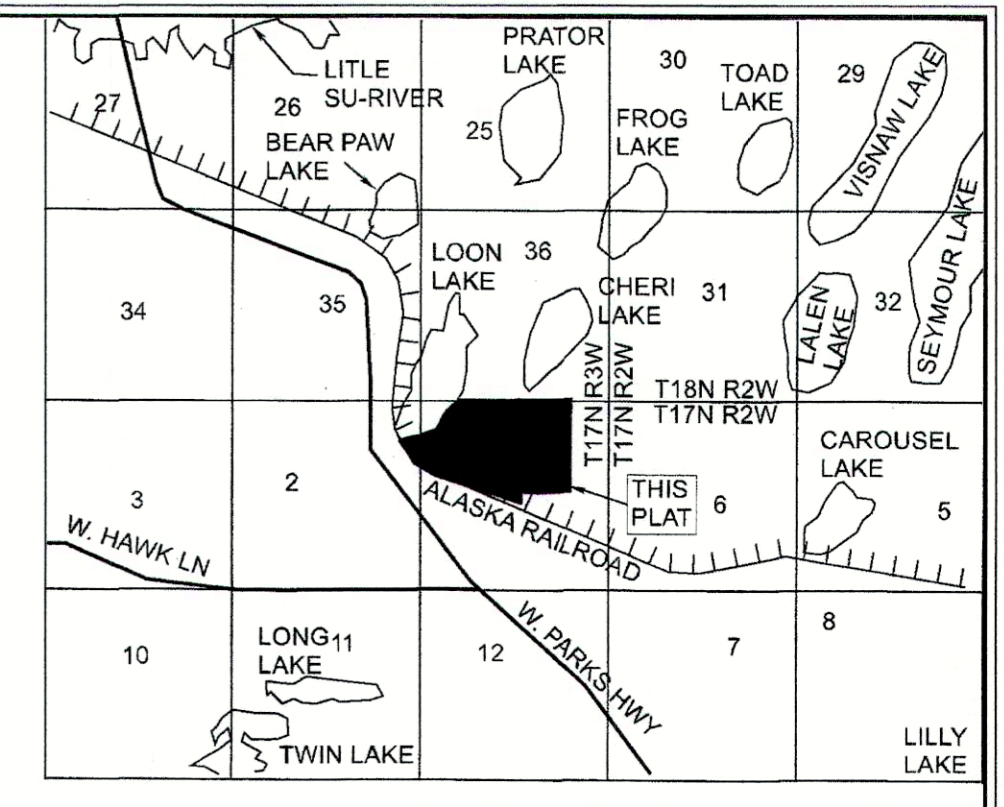 PRATOR
LAKE
30
TOAD
LAKE
29
VISNAW LAKE
LITLE
SU-RIVER
27
26
25
FROG
LAKE
BEAR PAW
LAKE
SEYMOUR LAKE
LOON
LAKE
36
CHERI
LAKE
31
32
LALEN
LAKE
34
35
T17N R3W
T17N R2W
T18N R2W
T17N R2W
CAROUSEL
LAKE
3
2
THIS
PLAT
6
5
ALASKA RAILROAD
W. HAWK LN
10
LONG
LAKE
11
12
W. PARKS HWY
7
8
TWIN LAKE
LILLY
LAKE